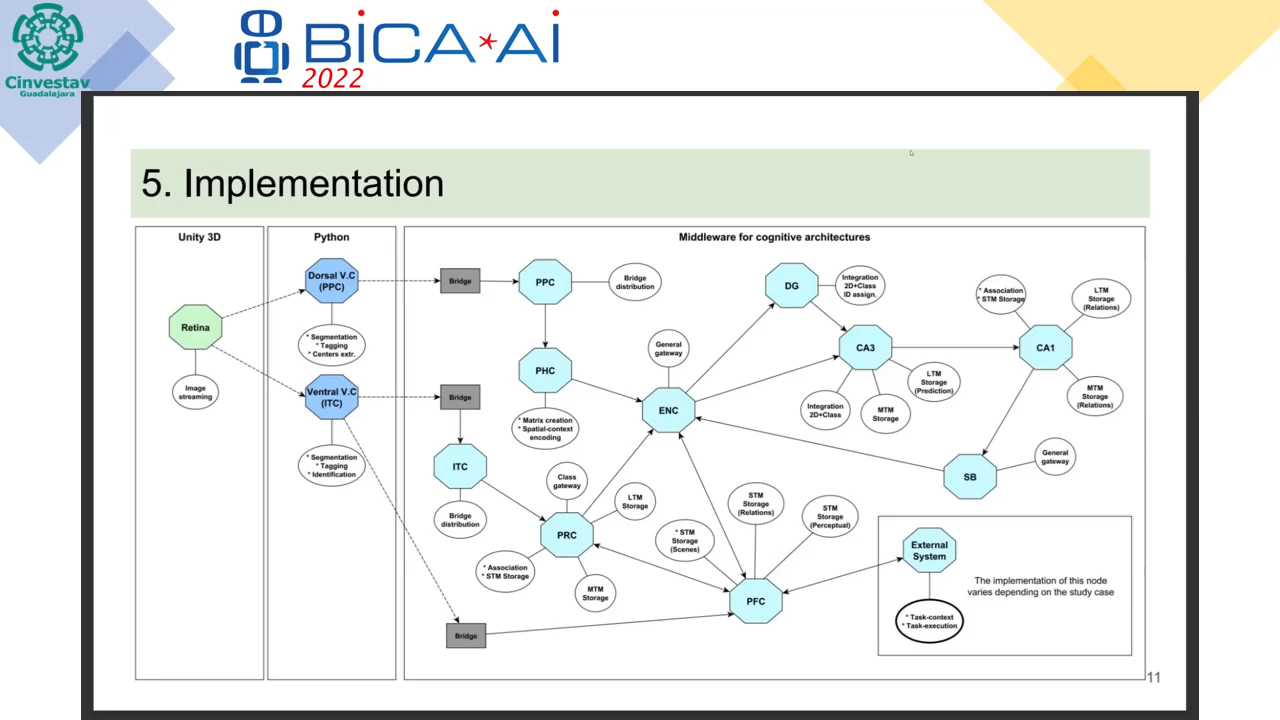 Cinvestav
Guadalajara
BiCA*Ai
2022
5. Implementation
Unity 3D
Python
Middleware for cognitive architectures
Retina
Image
streaming
Dorsal V.C
(PPC)
* Segmentation
* Tagging
* Centers extr.
Ventral V.C
(ITC)
* Segmentation
* Tagging
* Identification
Bridge
PPC
Bridge
distribution
PHC
* Matrix creation
* Spatial-context
encoding
Bridge
ITC
Bridge
distribution
Class
gateway
LTM
Storage
PRC
* Association
* STM Storage
MTM
Storage
Bridge
General
gateway
ENC
DG
Integration
2D+Class
ID assign.
CA3
Integration
2D+Class
MTM
Storage
LTM
Storage
(Prediction)
* Association
* STM Storage
LTM
Storage
(Relations)
CA1
MTM
Storage
(Relations)
SB
General
gateway
* STM
Storage
(Scenes)
STM
Storage
(Relations)
STM
Storage
(Perceptual)
PFC
External
System
* Task-context
* Task-execution
The implementation of this node
varies depending on the study case
11